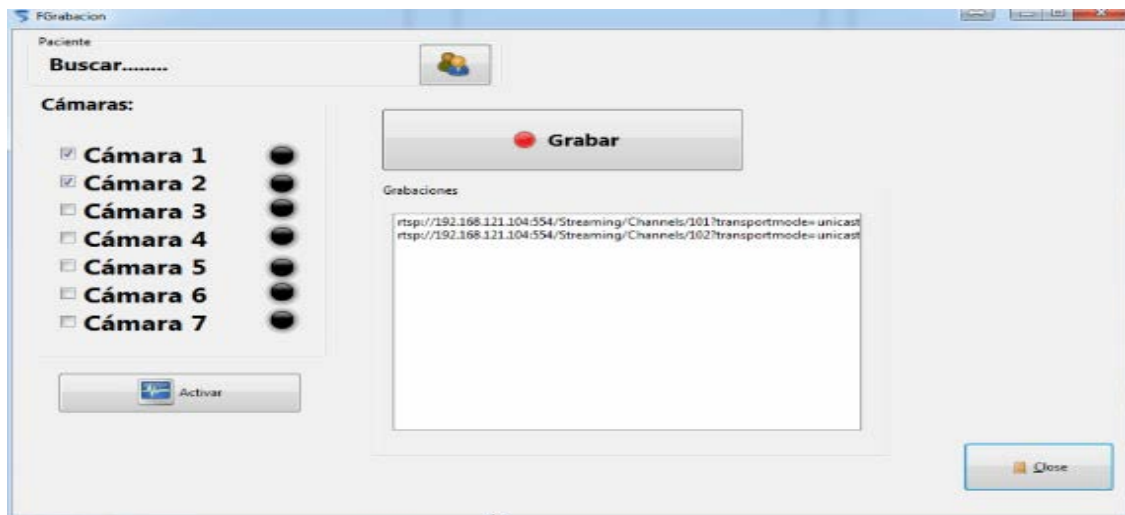 FGrabacion
Paciente
Buscar........
Cámaras:
Cámara 1
Cámara 2
Cámara 3
Cámara 4
Cámara 5
Cámara 6
Cámara 7
Activar
Grabar
Grabaciones
rtsp://192.168.121.104:554/Streaming/Channels/101?transportmode=unicast
rtsp://192.168.121.104:554/Streaming/Channels/102?transportmode=unicast
Close